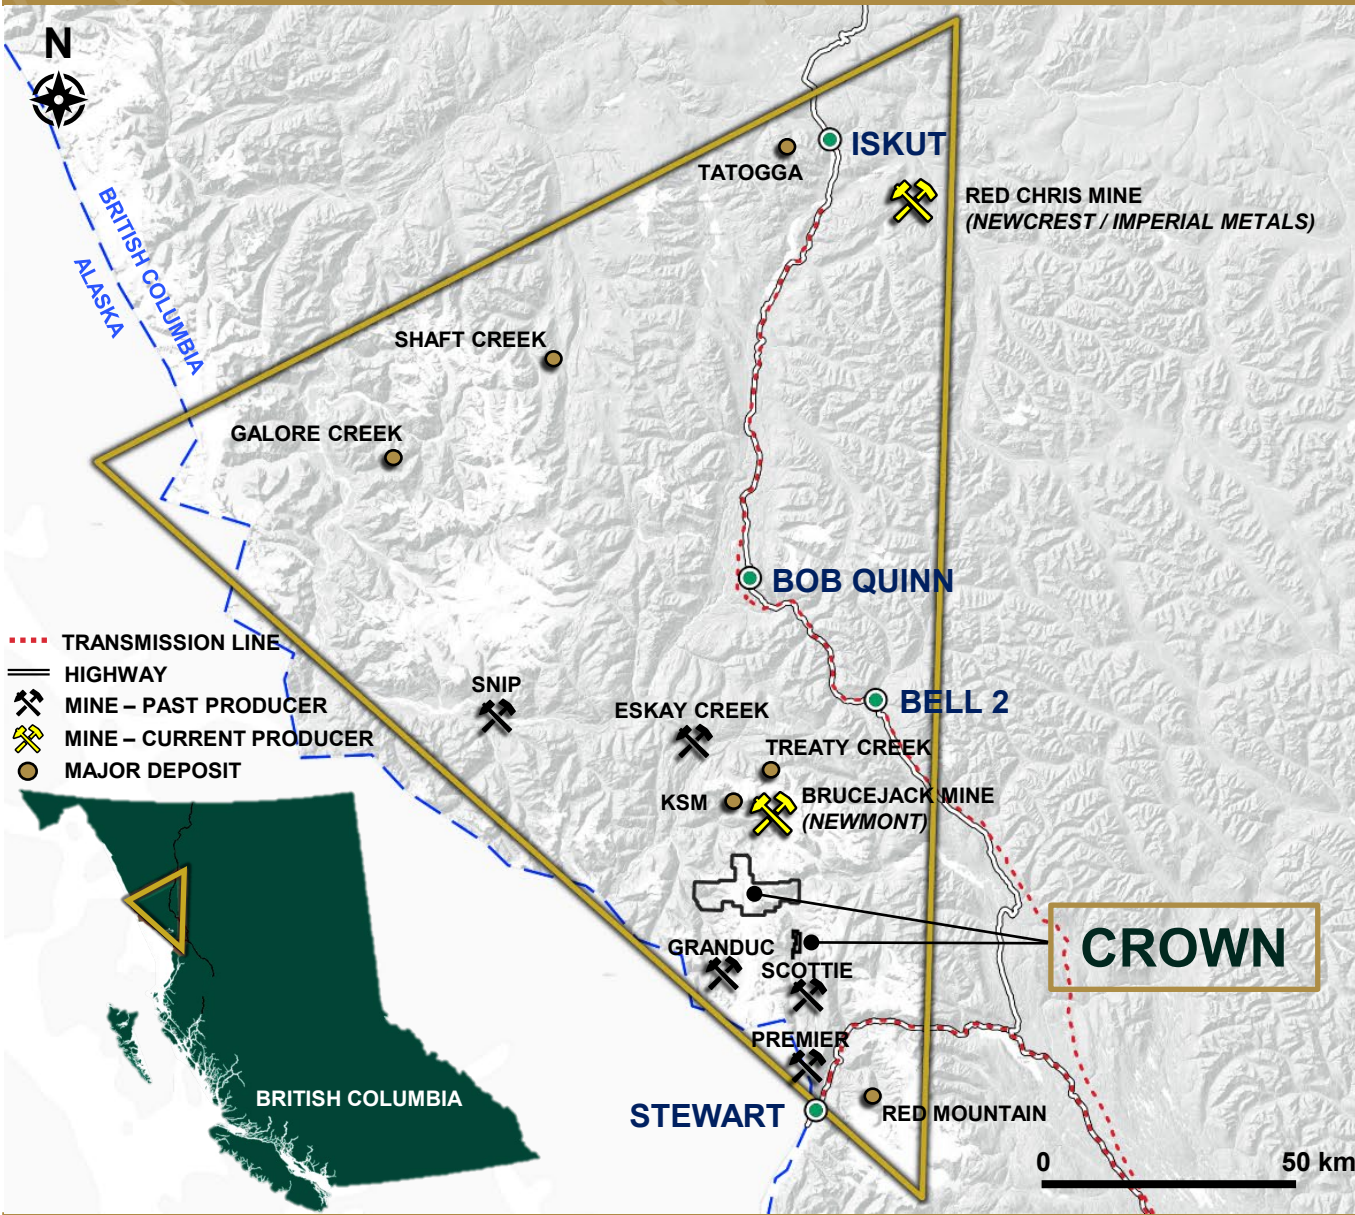 N
ISKUT
TATOGGA
RED CHRIS MINE
(NEWCREST / IMPERIAL METALS)
BRITISH COLUMBIA
ALASKA
SHAFT CREEK
GALORE CREEK
BOB QUINN
TRANSMISSION LINE
HIGHWAY
MINE – PAST PRODUCER
MINE – CURRENT PRODUCER
MAJOR DEPOSIT
SNIP
ESKAY CREEK
BELL 2
TREATY CREEK
KSM
BRUCEJACK MINE
(NEWMONT)
CROWN
GRANDUC
SCOTTIE
PREMIER
STEWART
RED MOUNTAIN
BRITISH COLUMBIA
0 50 km